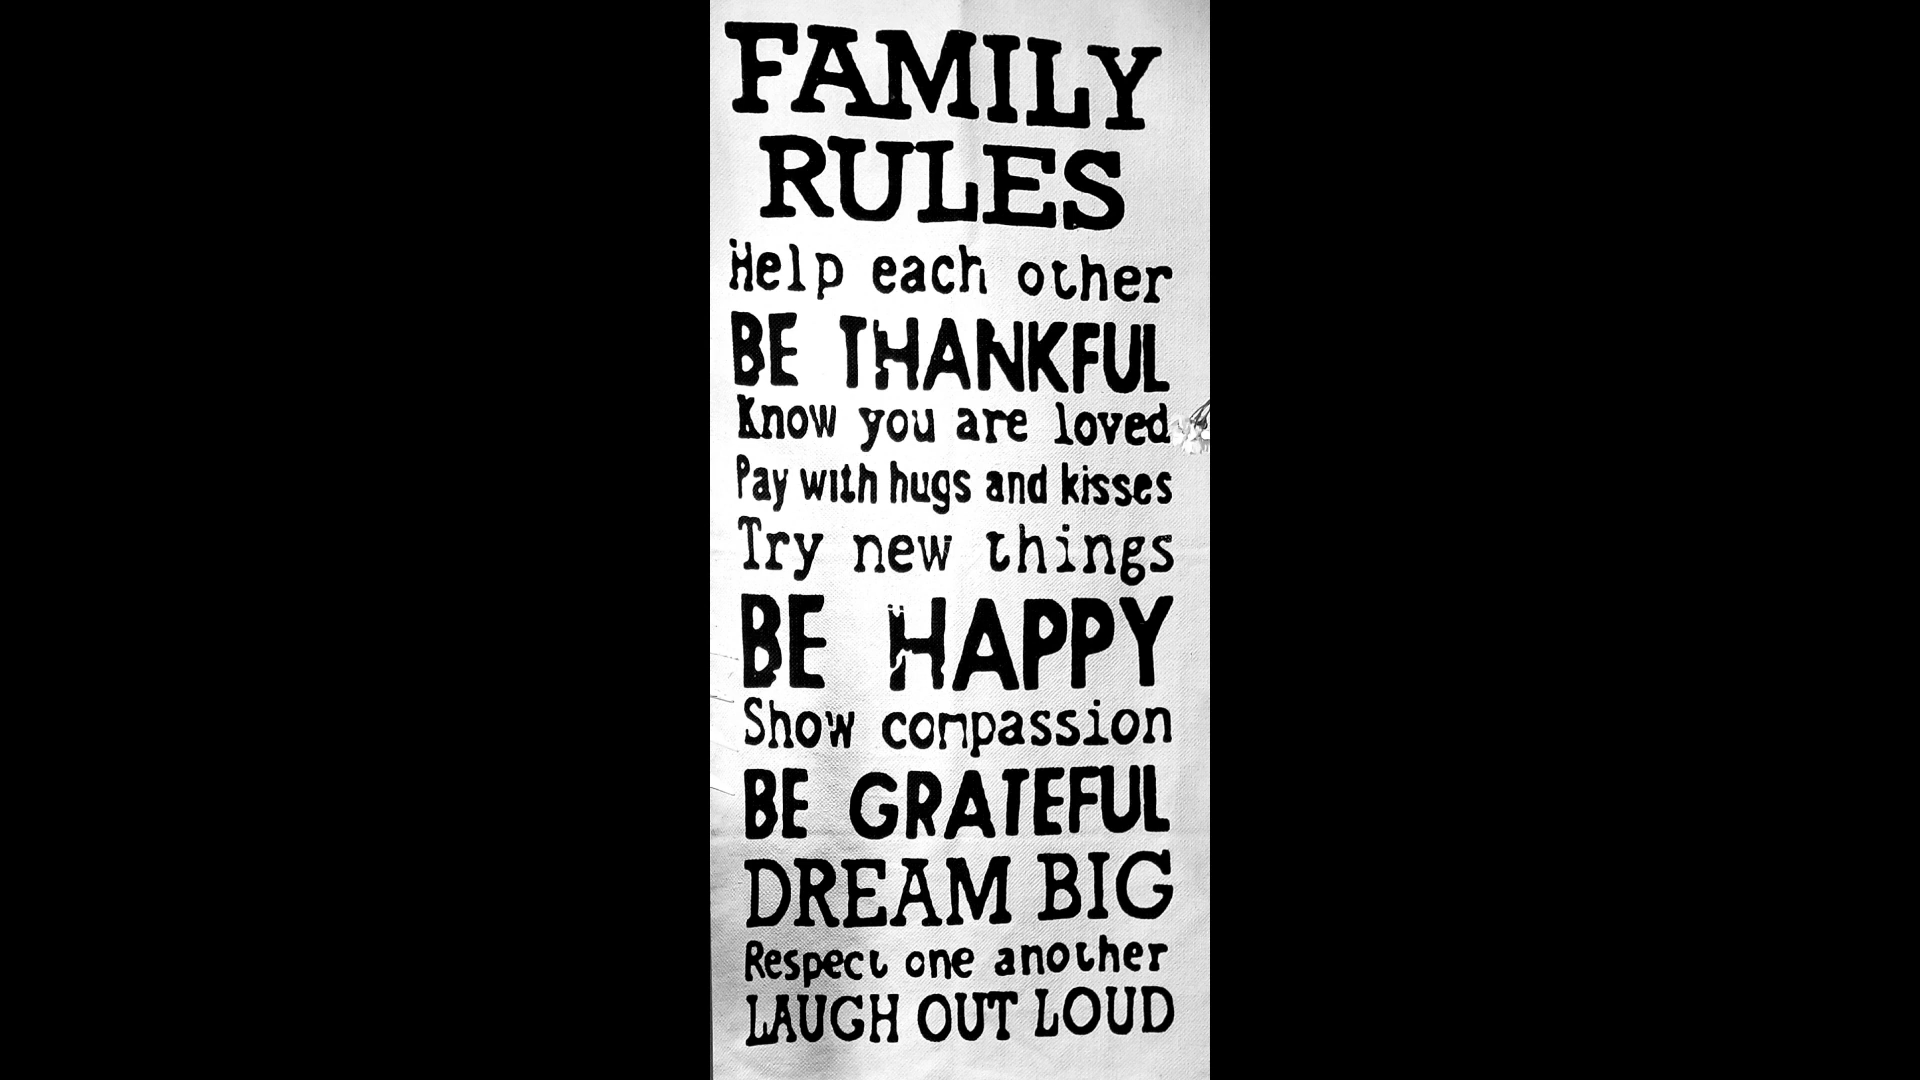 FAMILY
RULES
Help each other
BE THANKFUL
Know you are loved
Pay with hugs and kisses
Try new things
BE HAPPY
Show compassion
BE GRATEFUL
DREAM BIG
Respect one another
LAUGH OUT LOUD